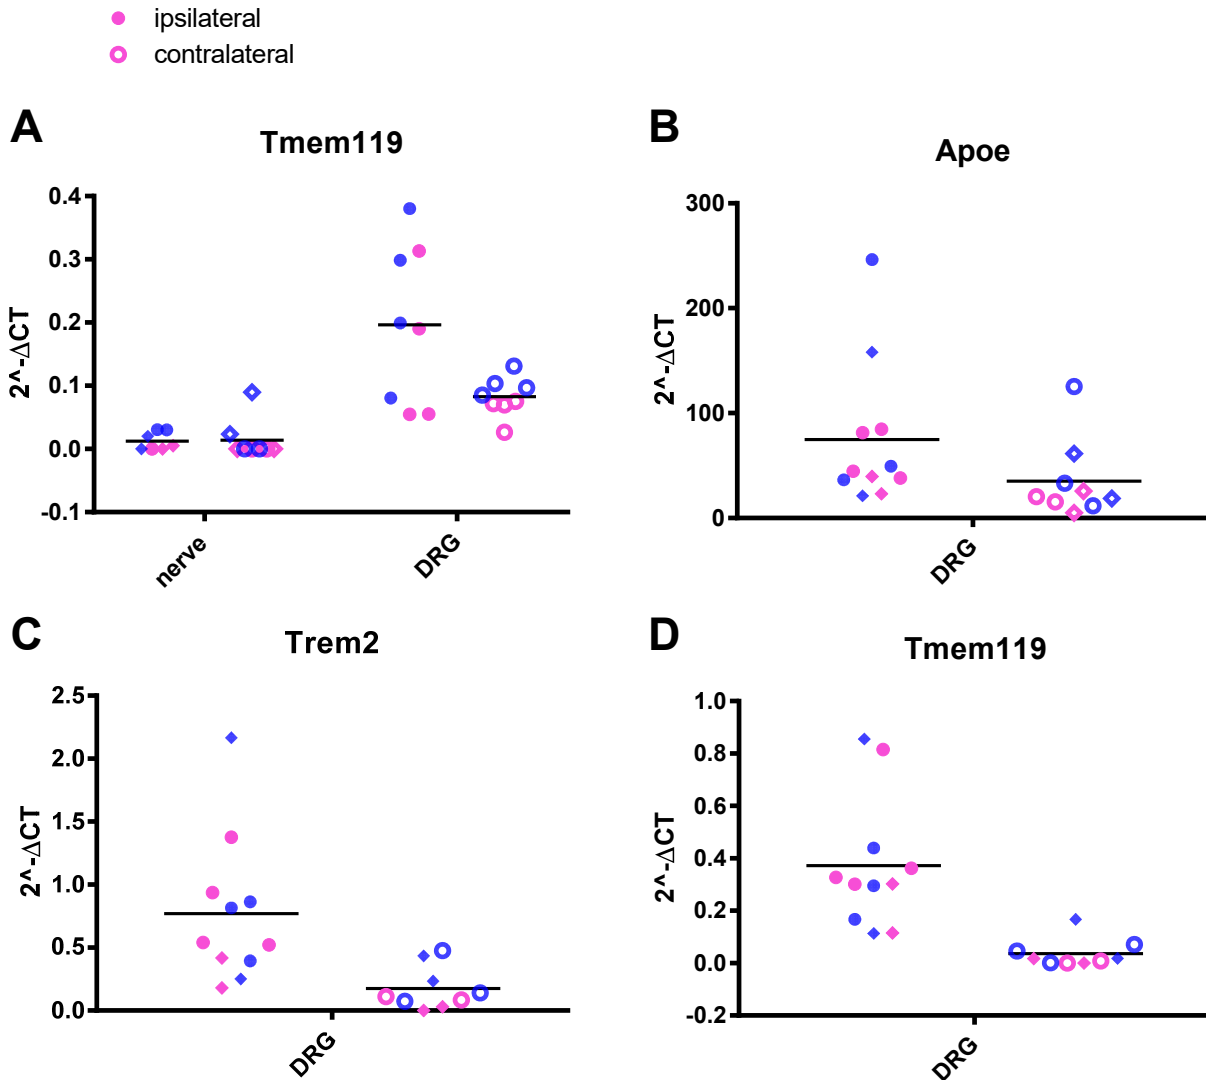 ipsilateral
contralateral
A
Tmem119
2^-ΔCT
0.4
0.3
0.2
0.1
0.0
-0.1
nerve
DRG
B
Apoe
2^-ΔCT
300
200
100
0
DRG
C
Trem2
2^-ΔCT
2.5
2.0
1.5
1.0
0.5
0.0
DRG
D
Tmem119
2^-ΔCT
1.0
0.8
0.6
0.4
0.2
0.0
-0.2
DRG